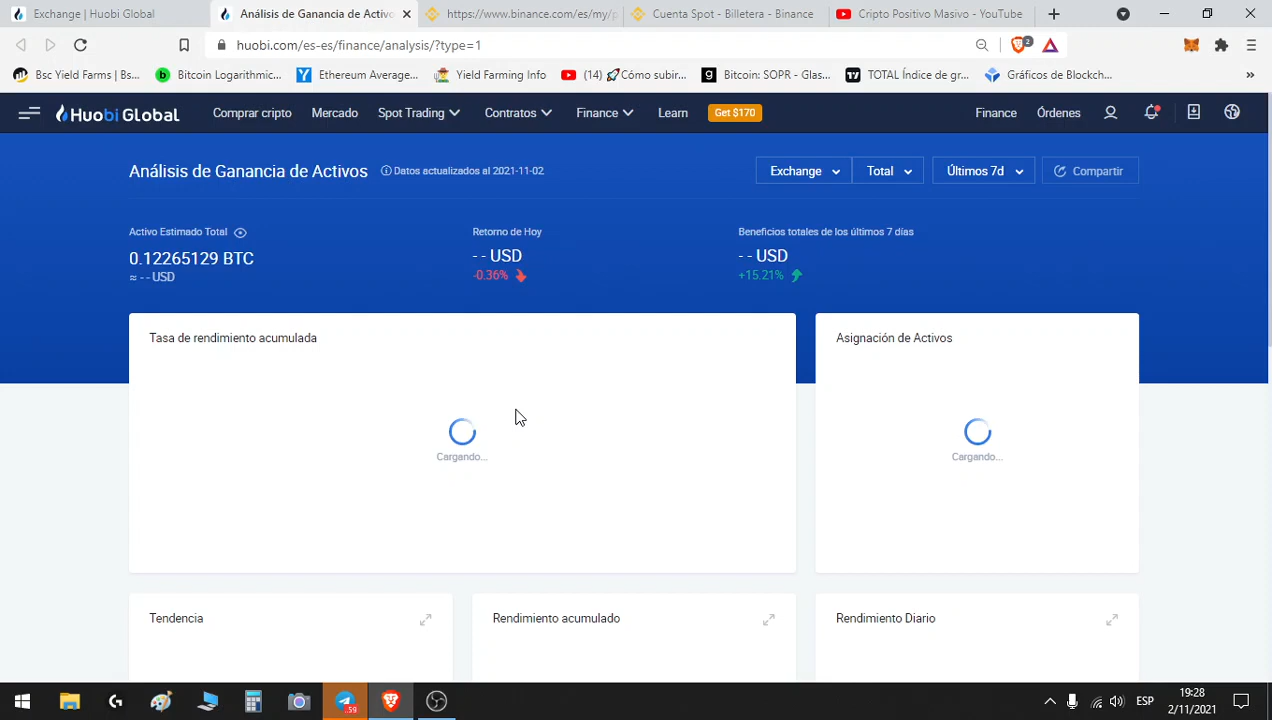 Exchange | Huobi Global
Análisis de Ganancia de Activo
https://www.binance.com/es/my/p
Cuenta Spot - Billetera - Binance
Cripto Positivo Masivo - YouTube
huobi.com/es-es/finance/analysis/?type=1
2
Bsc Yield Farms | Bs...
Bitcoin Logarithmic...
Ethereum Average...
Yield Farming Info
(14) 🚀Cómo subir...
Bitcoin: SOPR - Glas...
TOTAL Índice de gr...
Gráficos de Blockch...
»
Huobi Global
Comprar cripto
Mercado
Spot Trading
Contratos
Finance
Learn
Get $170
Finance
Órdenes
Análisis de Ganancia de Activos
Datos actualizados al 2021-11-02
Exchange
Total
Últimos 7d
Compartir
Activo Estimado Total
Retorno de Hoy
Beneficios totales de los últimos 7 días
0.12265129 BTC
- - USD
- - USD
≈ - - USD
-0.36%
+15.21%
Tasa de rendimiento acumulada
Asignación de Activos
Cargando...
Cargando...
Tendencia
Rendimiento acumulado
Rendimiento Diario
59
ESP
19:28
2/11/2021